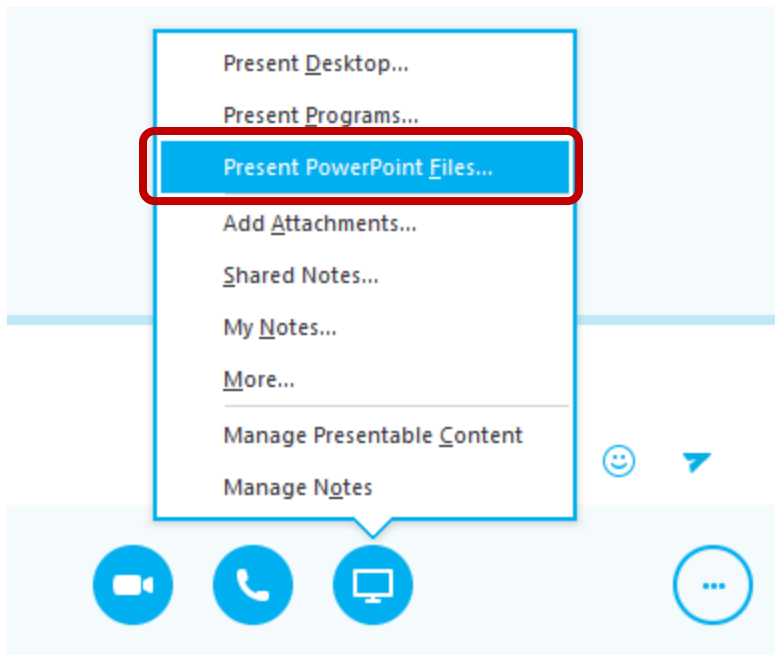 Present Desktop...
Present Programs...
Present PowerPoint Files...
Add Attachments...
Shared Notes...
My Notes...
More...
Manage Presentable Content
Manage Notes